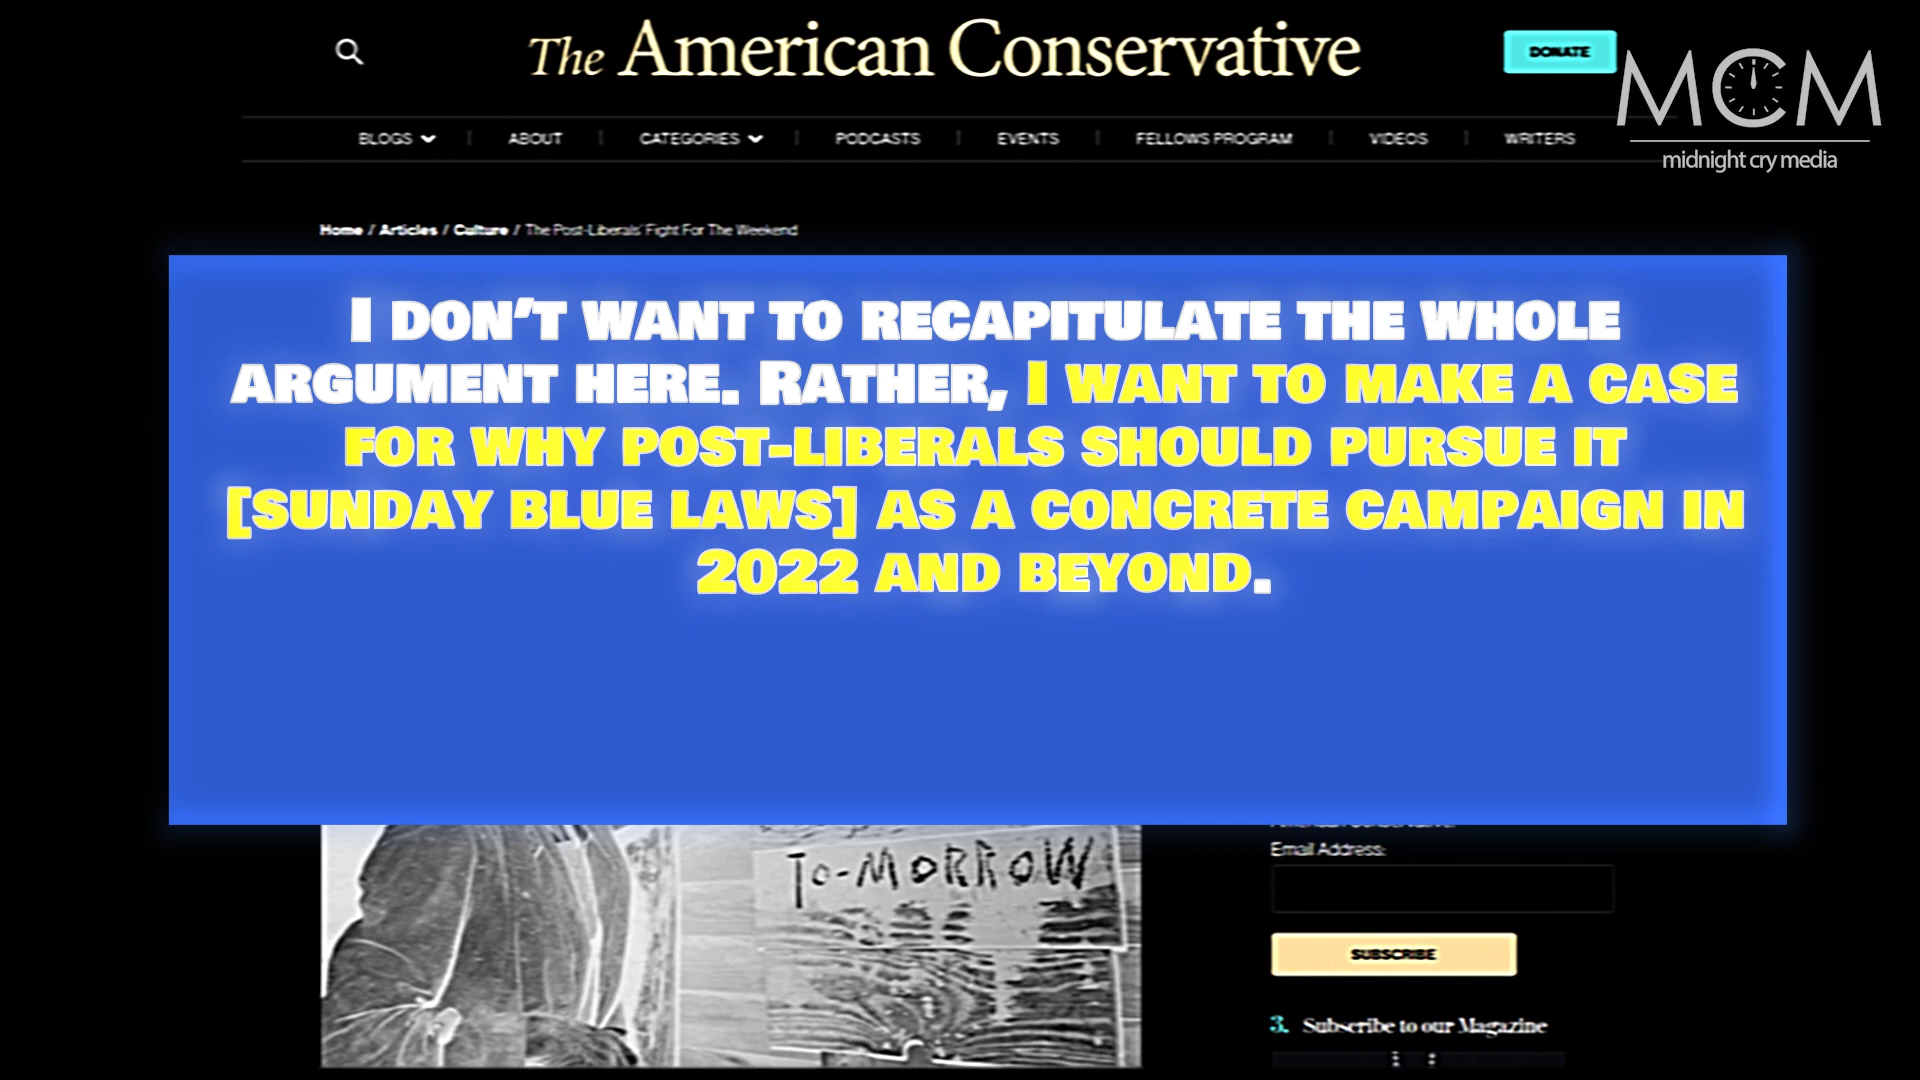 The American Conservative
DONATE
MCM
midnight cry media
BLOGS ABOUT CATEGORIES PODCASTS EVENTS FELLOWS PROGRAM VIDEOS WRITERS
Home / Articles / Culture / The Post-Liberals' Fight For The Weekend
I don't want to recapitulate the whole
argument here. Rather, I want to make a case
for why post-liberals should pursue it
[Sunday blue laws] as a concrete campaign in
2022 and beyond.
TO-MORROW
Email Address:
SUBSCRIBE
3. Subscribe to our Magazine